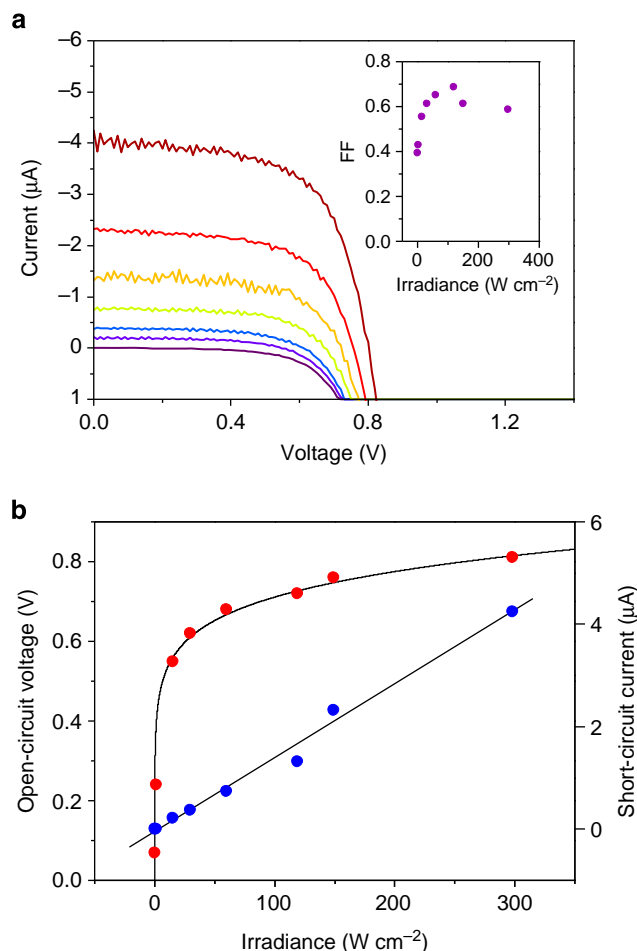 a
–6
–5
–4
–3
–2
–1
0
1
Current (μA)
0.0 0.4 0.8 1.2
Voltage (V)
0.8
0.6
0.4
0.2
0.0
FF
0 200 400
Irradiance (W cm–2)
b
0.8
0.6
0.4
0.2
0.0
Open-circuit voltage (V)
6
4
2
0
Short-circuit current (μA)
0 100 200 300
Irradiance (W cm–2)